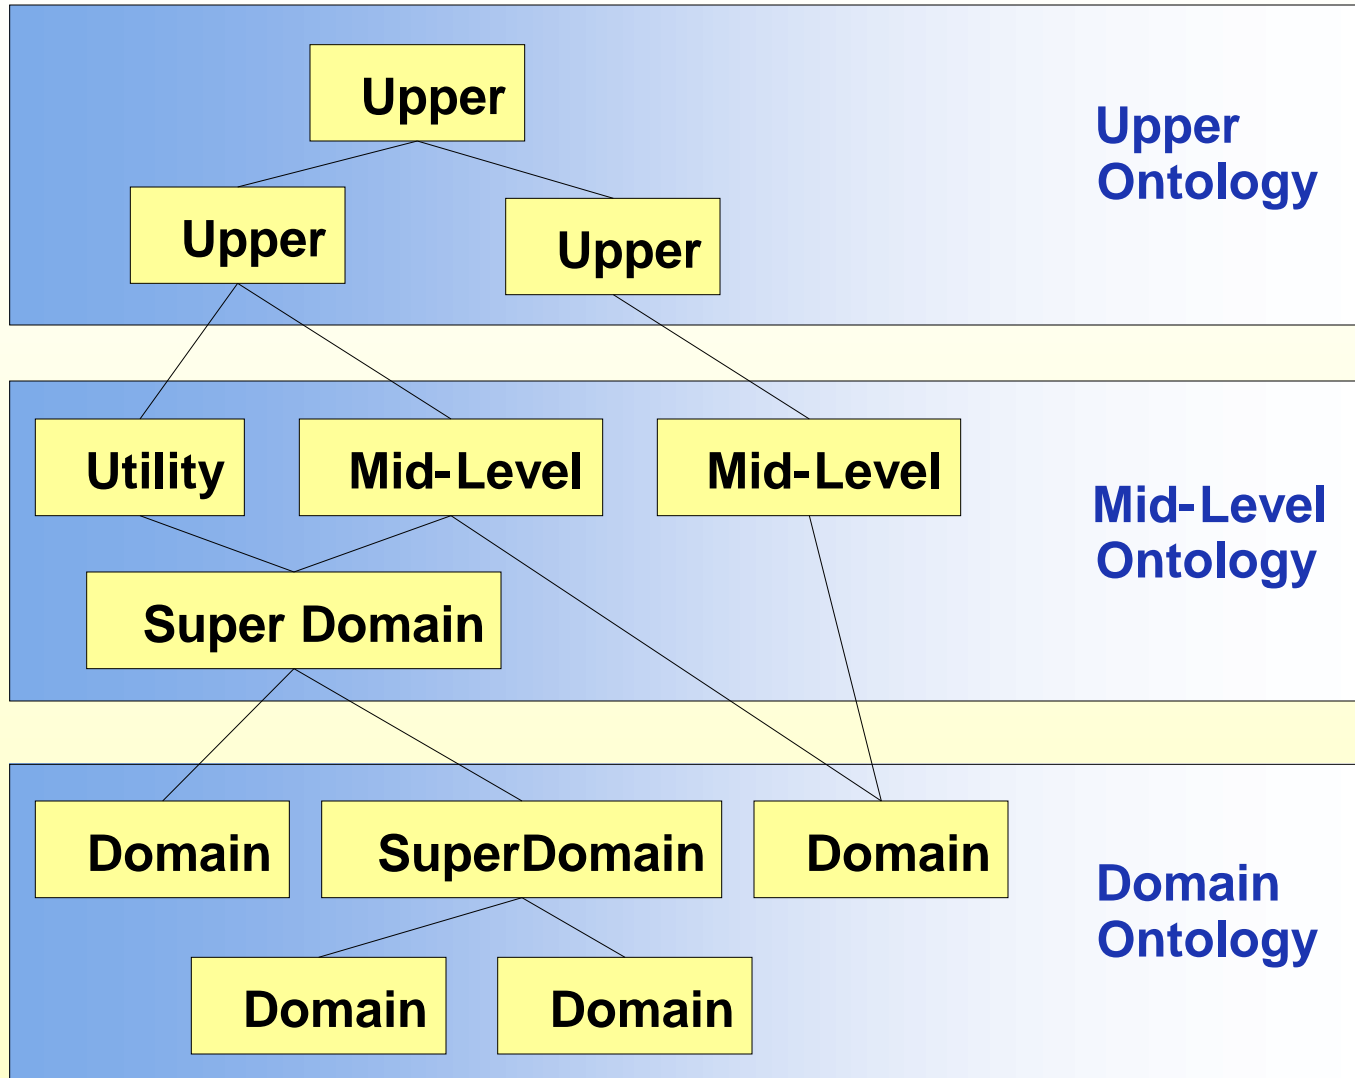 Upper
Upper
Upper
Upper
Ontology
Utility
Mid-Level
Mid-Level
Super Domain
Mid-Level
Ontology
Domain
SuperDomain
Domain
Domain
Domain
Domain
Ontology